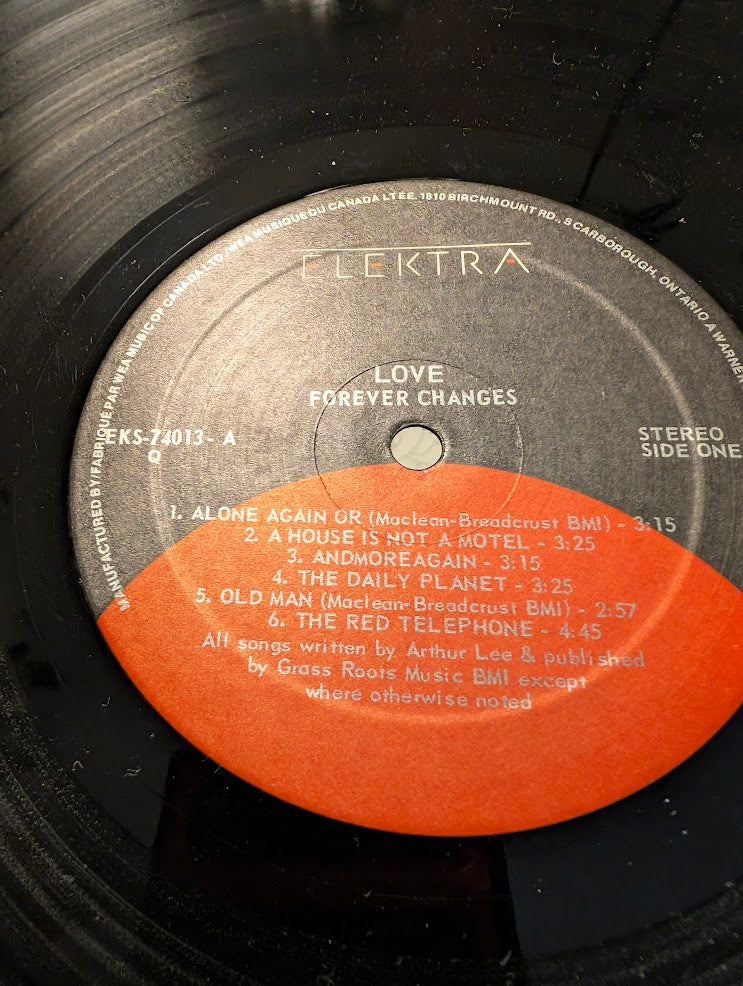 MANUFACTURED BY/FABRIQUÉ PAR WEA MUSIC OF CANADA LTD./WEA MUSIQUE DU CANADA LTÉE. 1810 BIRCHMOUNT RD., SCARBOROUGH, ONTARIO A WARNER
ELEKTRA
LOVE
FOREVER CHANGES
EKS-74013-A
Q
STEREO
SIDE ONE
1. ALONE AGAIN OR (Maclean-Breadcrust BMI) - 3:15
2. A HOUSE IS NOT A MOTEL - 3:25
3. ANDMOREAGAIN - 3:15
4. THE DAILY PLANET - 3:25
5. OLD MAN (Maclean-Breadcrust BMI) - 2:57
6. THE RED TELEPHONE - 4:45
All songs written by Arthur Lee & published
by Grass Roots Music BMI except
where otherwise noted